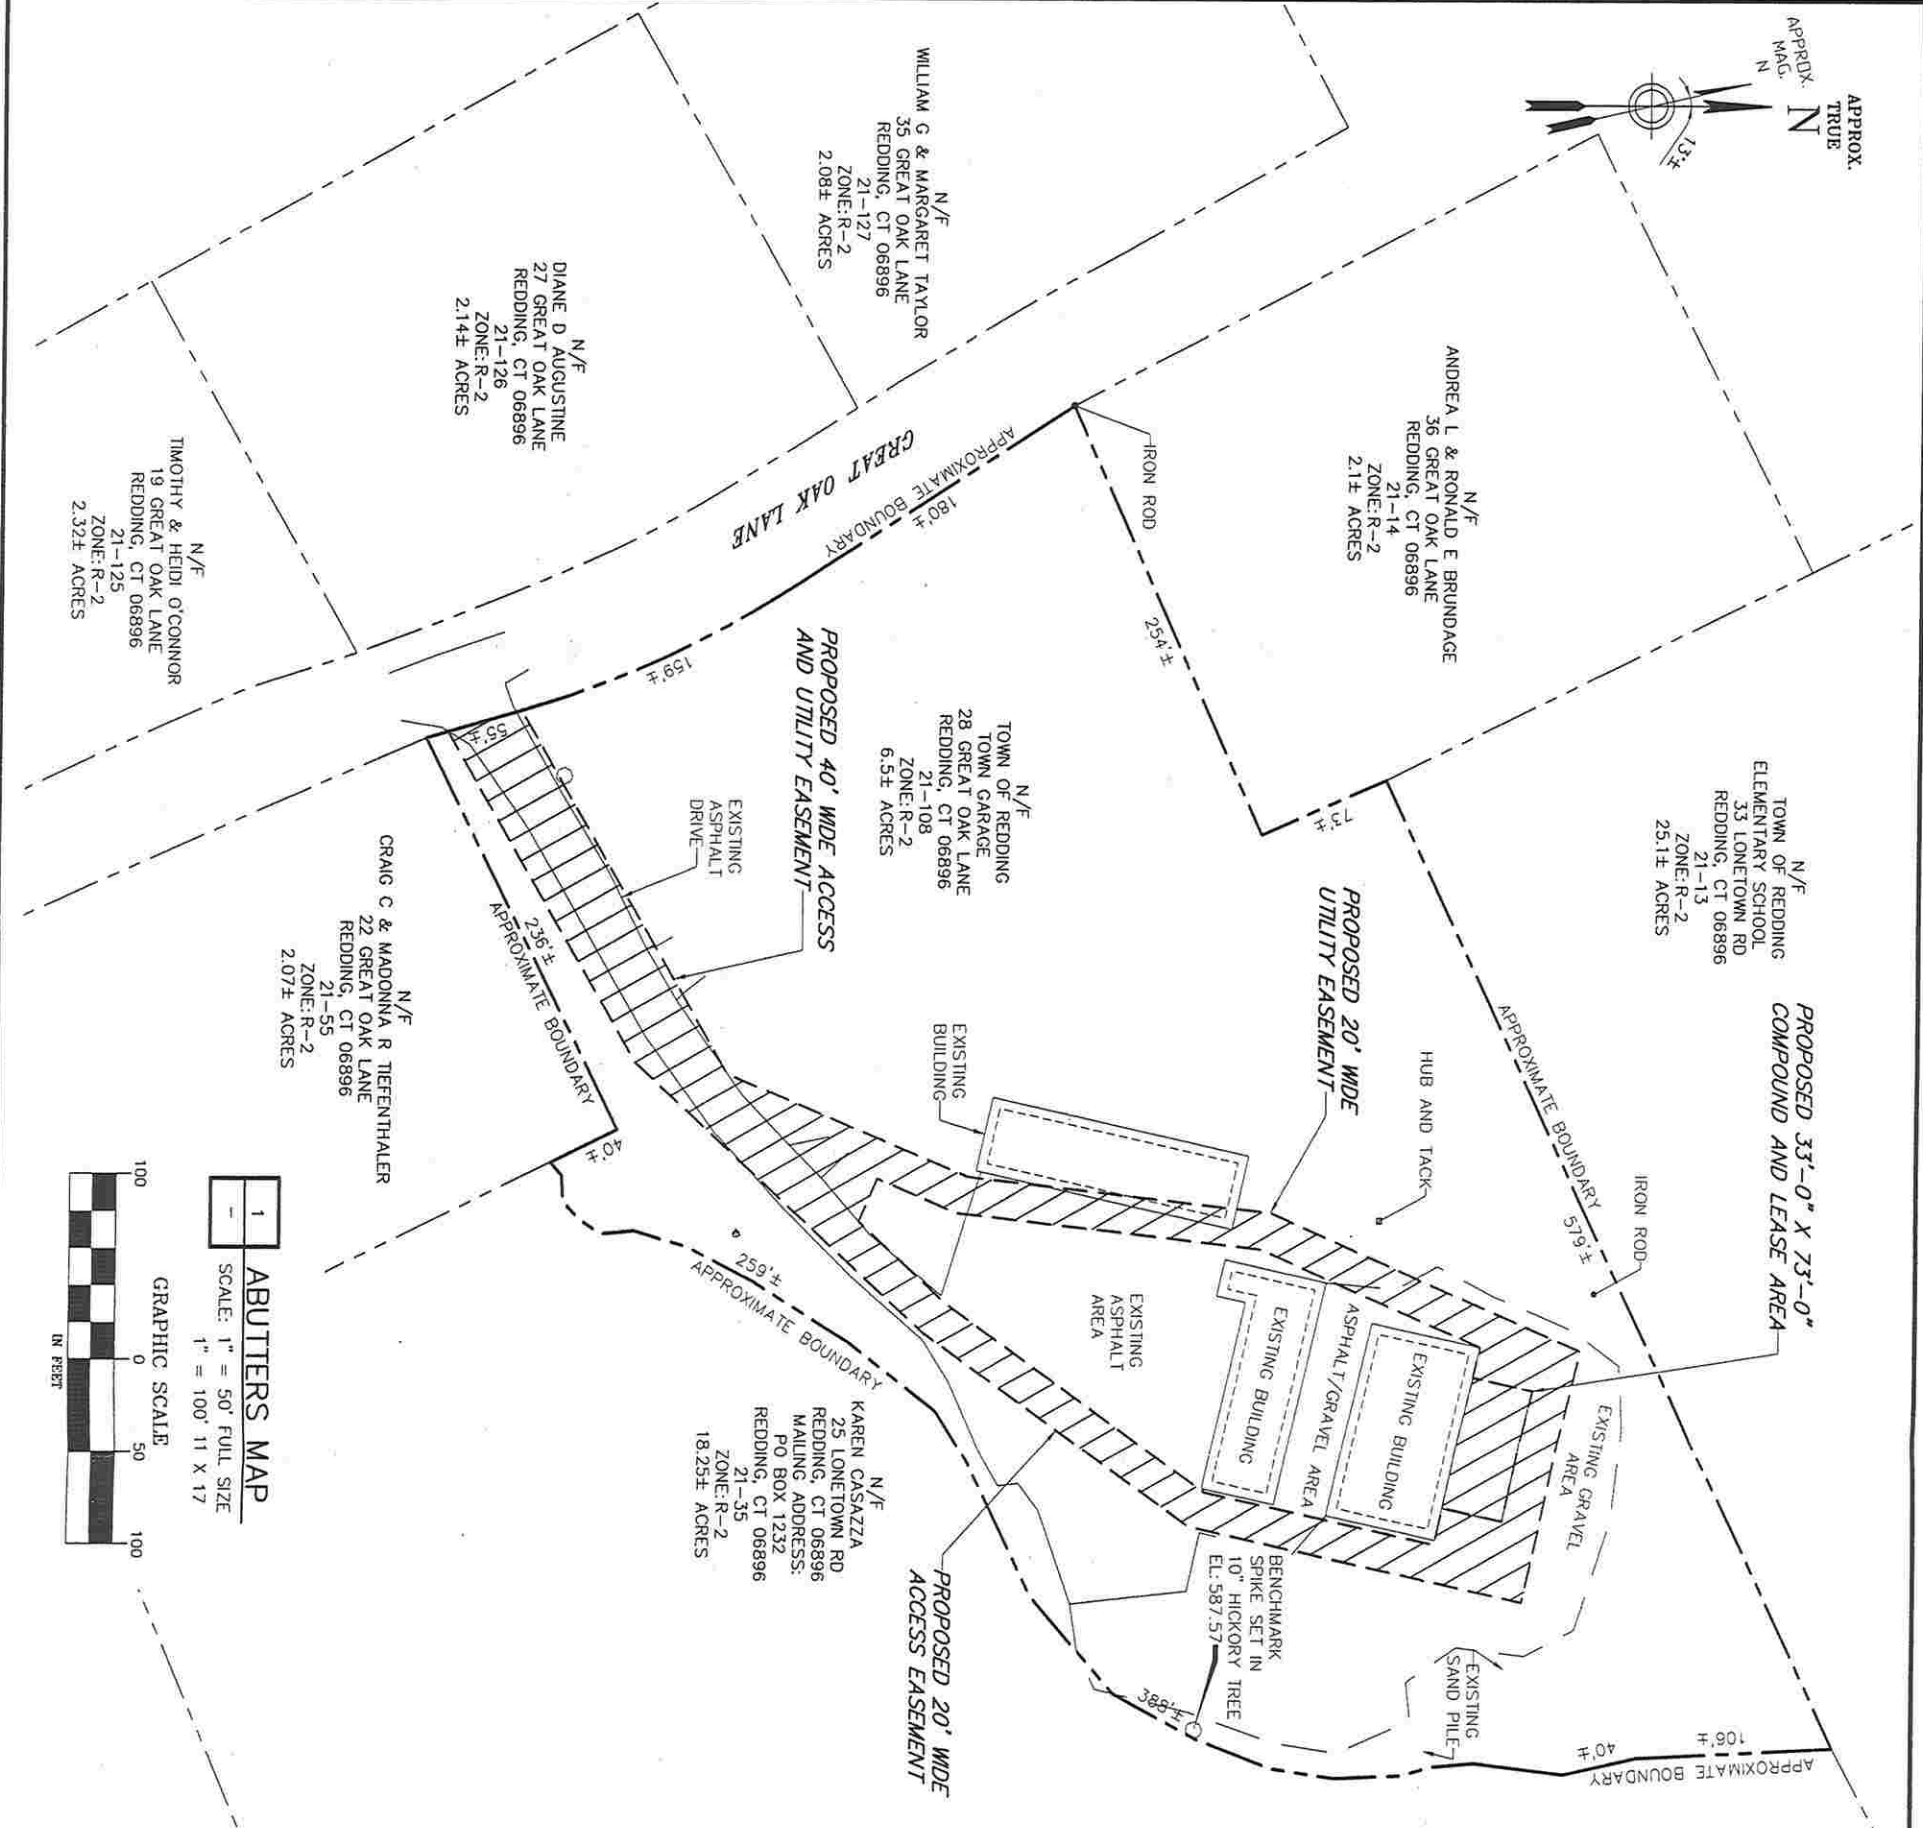 APPROX.
TRUE
N
APPROX.
MAG.
N
13°±
N/F
WILLIAM G & MARGARET TAYLOR
35 GREAT OAK LANE
REDDING, CT 06896
21-127
ZONE:R-2
2.08± ACRES
N/F
DIANE D AUGUSTINE
27 GREAT OAK LANE
REDDING, CT 06896
21-126
ZONE:R-2
2.14± ACRES
N/F
TIMOTHY & HEIDI O'CONNOR
19 GREAT OAK LANE
REDDING, CT 06896
21-125
ZONE:R-2
2.32± ACRES
N/F
ANDREA L & RONALD E BRUNDAGE
36 GREAT OAK LANE
REDDING, CT 06896
21-14
ZONE:R-2
2.1± ACRES
GREAT OAK LANE
APPROXIMATE BOUNDARY
180'±
IRON ROD
254'±
159'±
55'±
73'±
N/F
TOWN OF REDDING
ELEMENTARY SCHOOL
33 LONETOWN RD
REDDING, CT 06896
21-13
ZONE:R-2
25.1± ACRES
N/F
TOWN OF REDDING
TOWN GARAGE
28 GREAT OAK LANE
REDDING, CT 06896
21-108
ZONE:R-2
6.5± ACRES
PROPOSED 40' WIDE ACCESS
AND UTILITY EASEMENT
EXISTING
ASPHALT
DRIVE
236'±
APPROXIMATE BOUNDARY
N/F
CRAIG C & MADONNA R TIEFENTHALER
22 GREAT OAK LANE
REDDING, CT 06896
21-55
ZONE:R-2
2.07± ACRES
40'±
PROPOSED 33'-0" X 73'-0"
COMPOUND AND LEASE AREA
PROPOSED 20' WIDE
UTILITY EASEMENT
HUB AND TACK
APPROXIMATE BOUNDARY
579'±
IRON ROD
EXISTING
BUILDING
EXISTING
ASPHALT
AREA
EXISTING BUILDING
ASPHALT/GRAVEL AREA
EXISTING BUILDING
EXISTING GRAVEL
AREA
259'±
APPROXIMATE BOUNDARY
N/F
KAREN CASAZZA
25 LONETOWN RD
REDDING, CT 06896
MAILING ADDRESS:
PO BOX 1232
REDDING, CT 06896
21-35
ZONE:R-2
18.25± ACRES
PROPOSED 20' WIDE
ACCESS EASEMENT
BENCHMARK
SPIKE SET IN
10" HICKORY TREE
EL: 587.57
388'±
EXISTING
SAND PILE
40'±
106'±
APPROXIMATE BOUNDARY
1
-
ABUTTERS MAP
SCALE: 1" = 50' FULL SIZE
1" = 100' 11 X 17
100
0
50
100
GRAPHIC SCALE
IN FEET